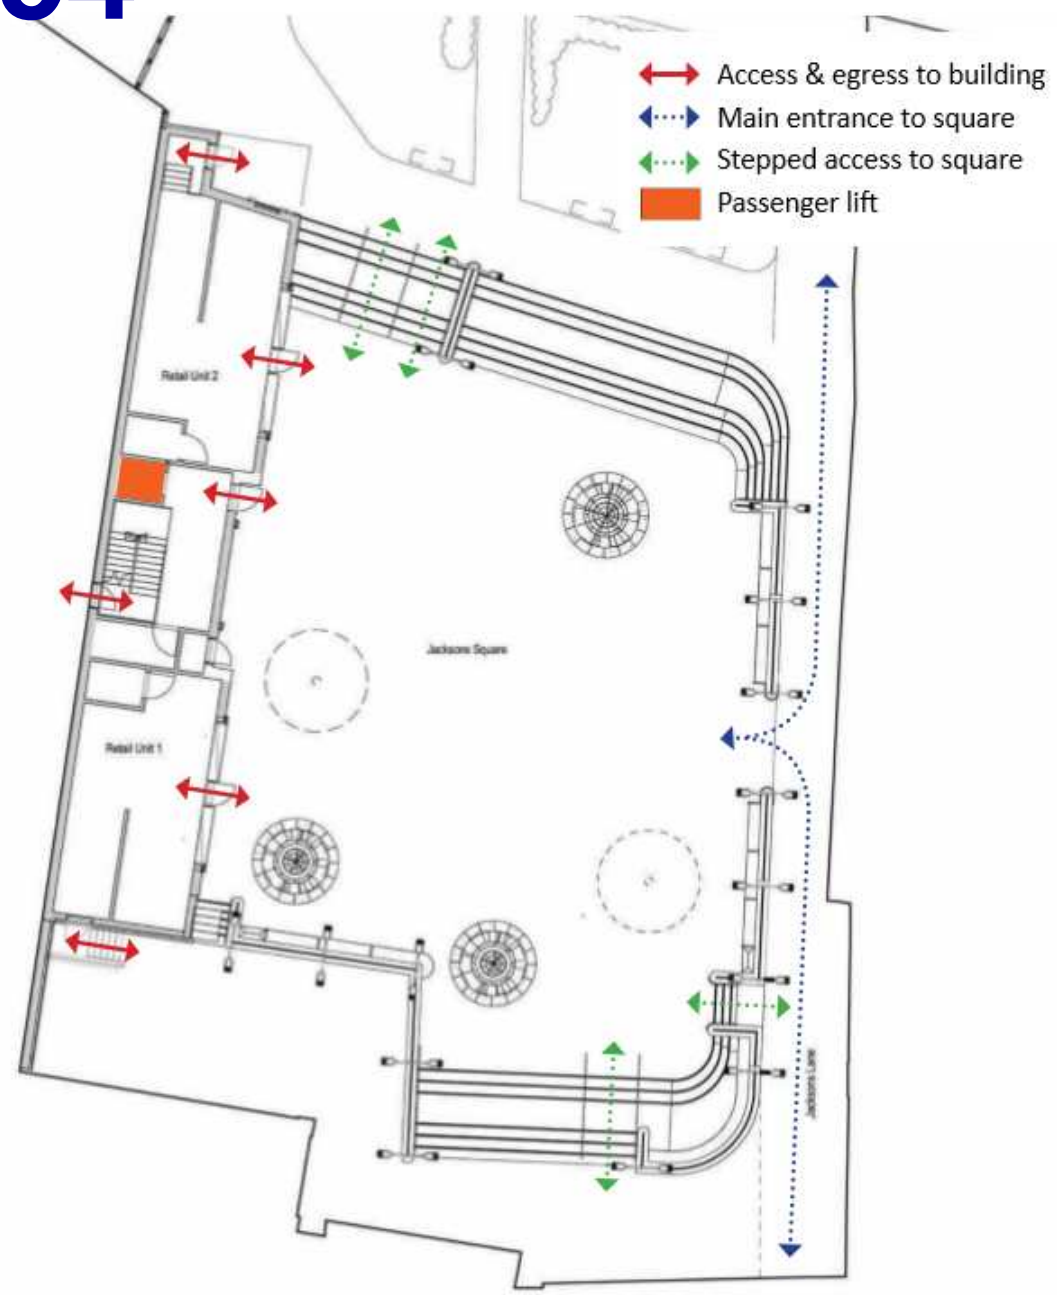 04
Access & egress to building
Main entrance to square
Stepped access to square
Passenger lift
Retail Unit 2
Jacksons Square
Retail Unit 1
Jacksons Lane